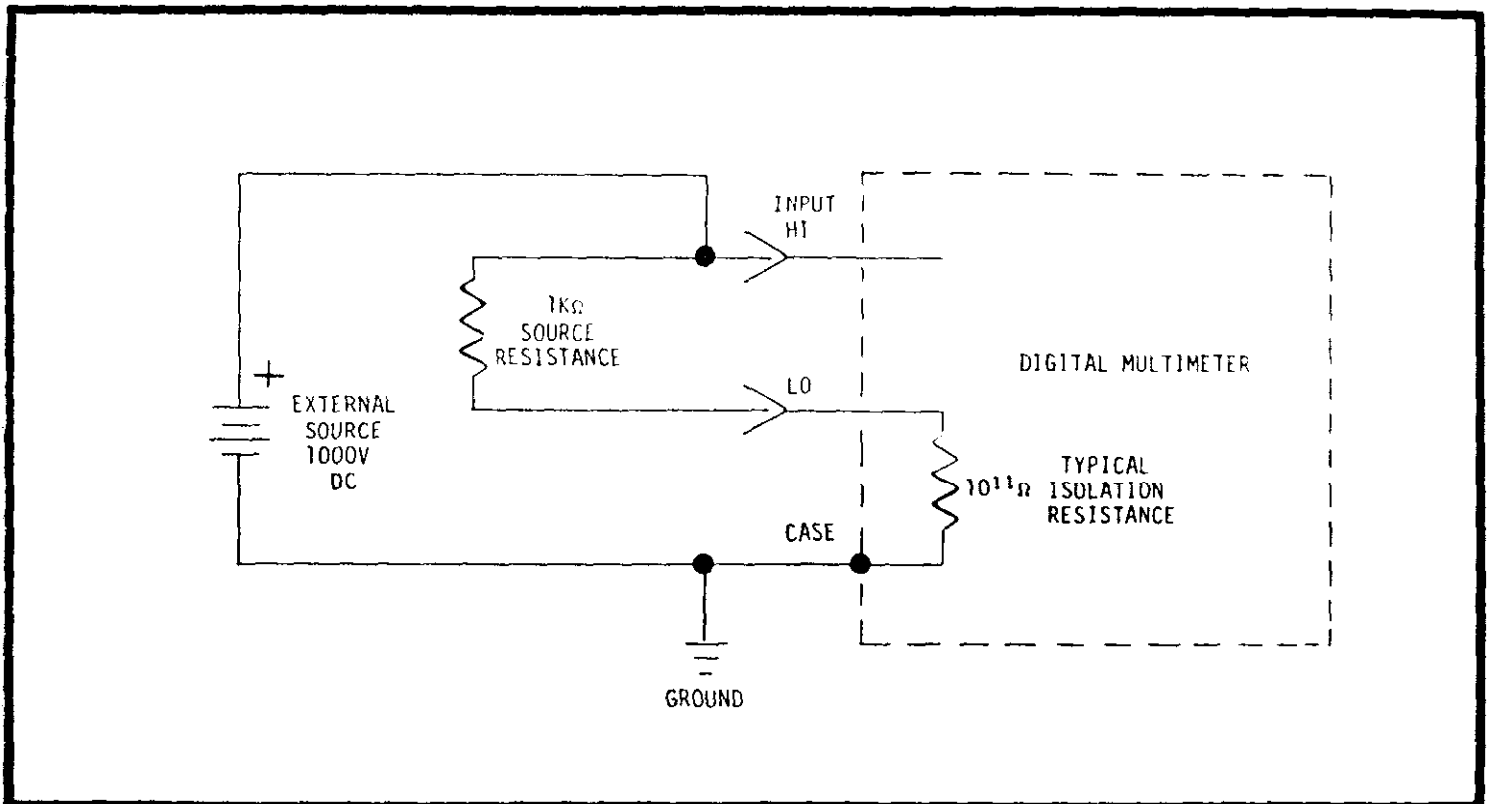 INPUT
HI
1KΩ
SOURCE
RESISTANCE
DIGITAL MULTIMETER
LO
+
EXTERNAL
SOURCE
1000V
DC
10¹¹Ω
TYPICAL
ISOLATION
RESISTANCE
CASE
GROUND